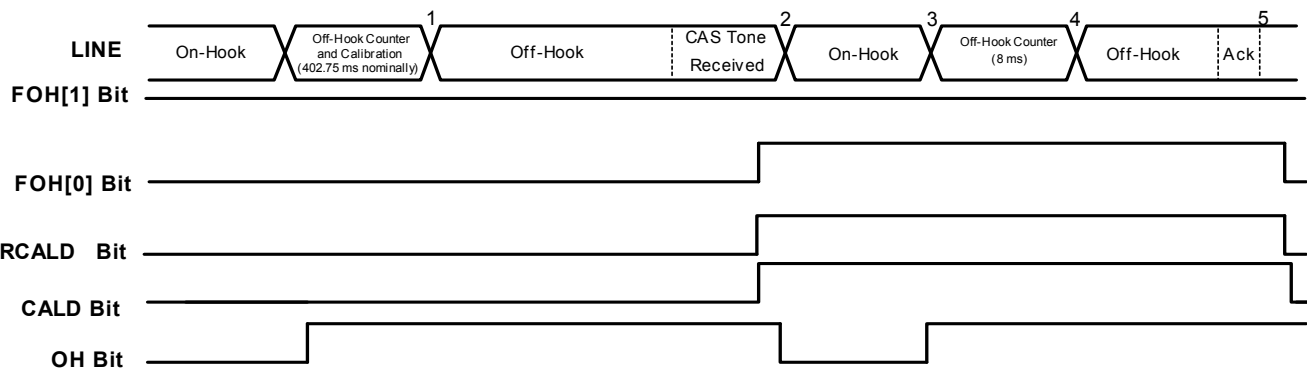 1 2 3 4 5
LINE On-Hook Off-Hook Counter and Calibration (402.75 ms nominally) Off-Hook CAS Tone Received On-Hook Off-Hook Counter (8 ms) Off-Hook Ack
FOH[1] Bit
FOH[0] Bit
RCALD Bit
CALD Bit
OH Bit